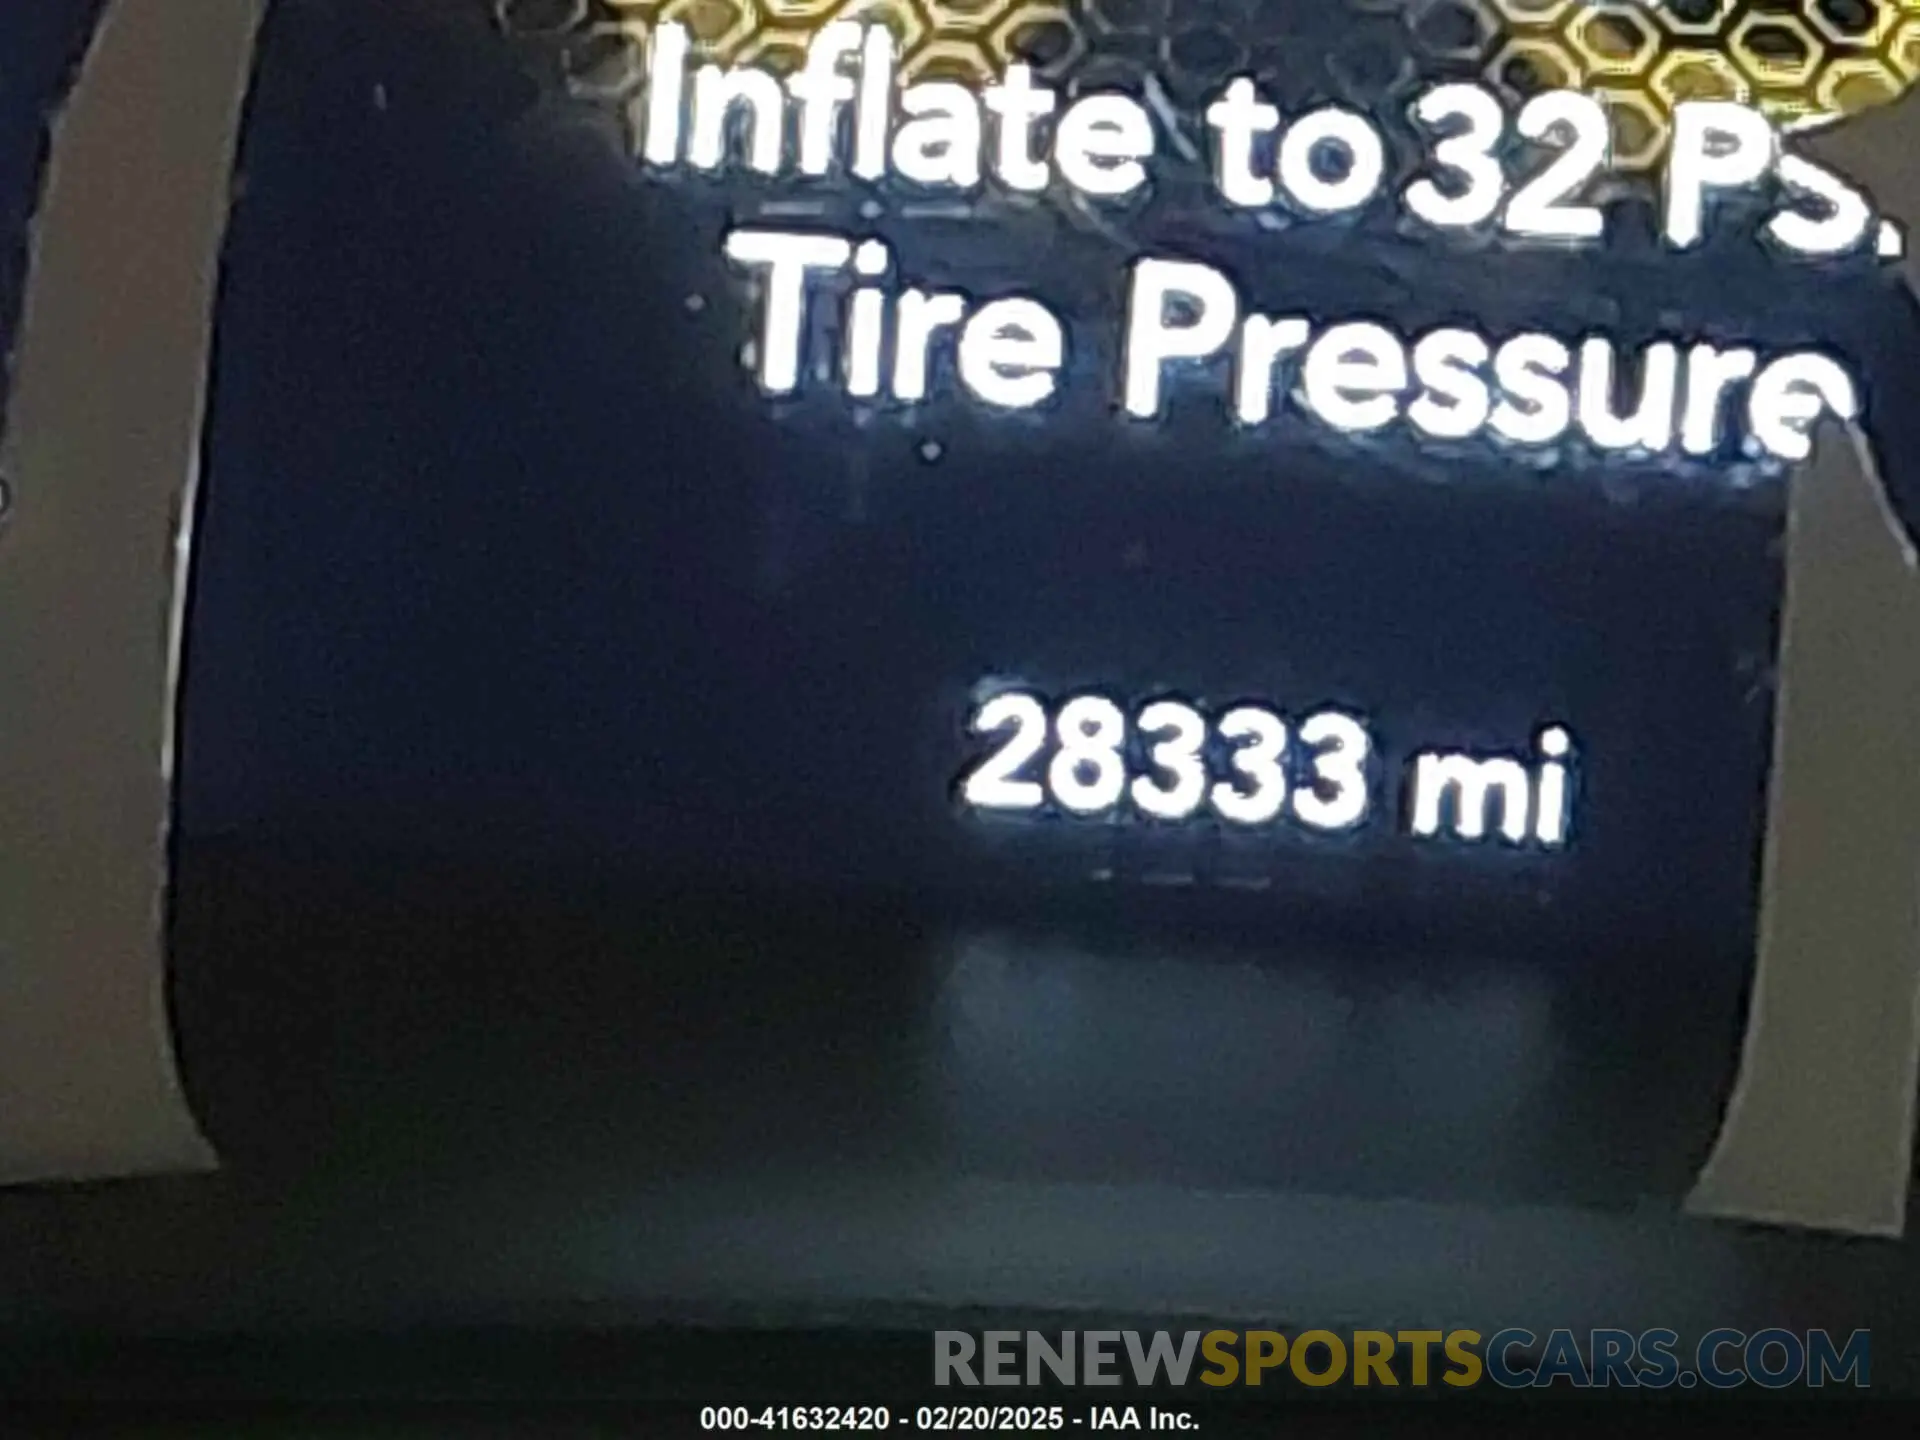 Inflate to 32 PS.
Tire Pressure
28333 mi
RENEWSPORTSCARS.COM
000-41632420 - 02/20/2025 - IAA Inc.